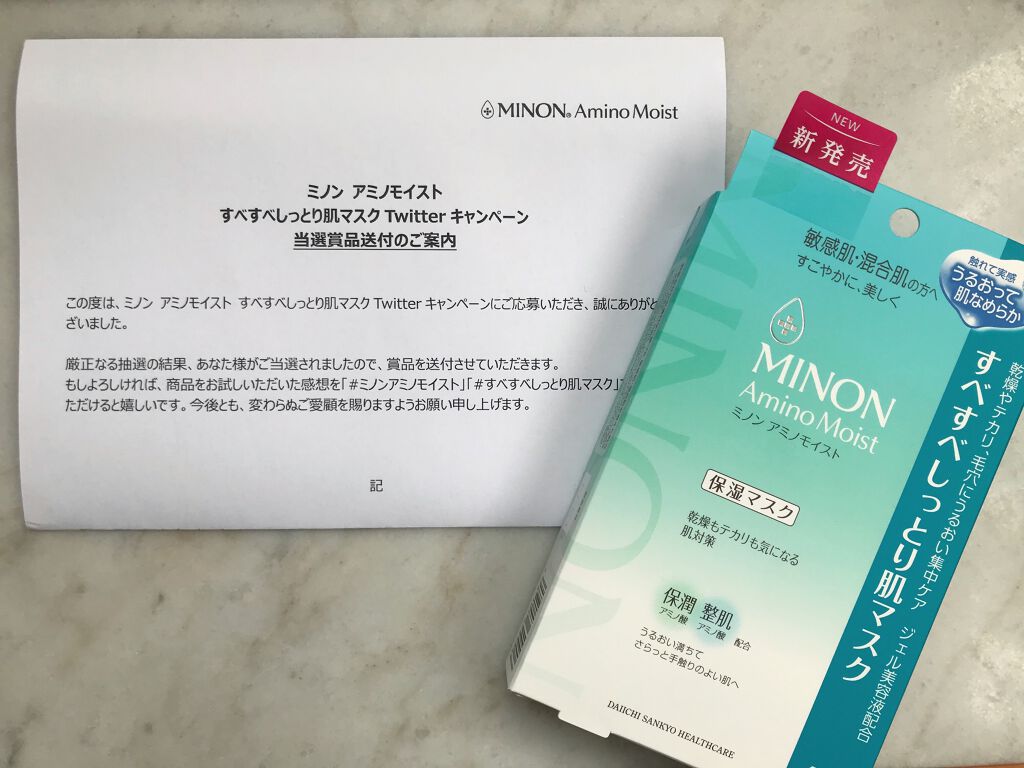 MINON® Amino Moist
ミノン アミノモイスト
すべすべしっとり肌マスク Twitter キャンペーン
当選賞品送付のご案内
この度は、ミノン アミノモイスト すべすべしっとり肌マスク Twitter キャンペーンにご応募いただき、誠にありがと
ざいました。
厳正なる抽選の結果、あなた様がご当選されましたので、賞品を送付させていただきます。
もしよろしければ、商品をお試しいただいた感想を「#ミノンアミノモイスト」「#すべすべしっとり肌マスク」
ただけると嬉しいです。今後とも、変わらぬご愛顧を賜りますようお願い申し上げます。
記
NEW
新発売
敏感肌・混合肌の方へ
すこやかに、美しく
触れて実感
うるおって
肌なめらか
MINON
Amino Moist
ミノン アミノモイスト
保湿マスク
乾燥もテカリも気になる
肌対策
保潤 整肌
アミノ酸 アミノ酸 配合
うるおい満ちて
さらっと手触りのよい肌へ
DAIICHI SANKYO HEALTHCARE
乾燥やテカリ、毛穴にうるおい集中ケア ジェル美容液配合
すべすべしっとり肌マスク
MINON